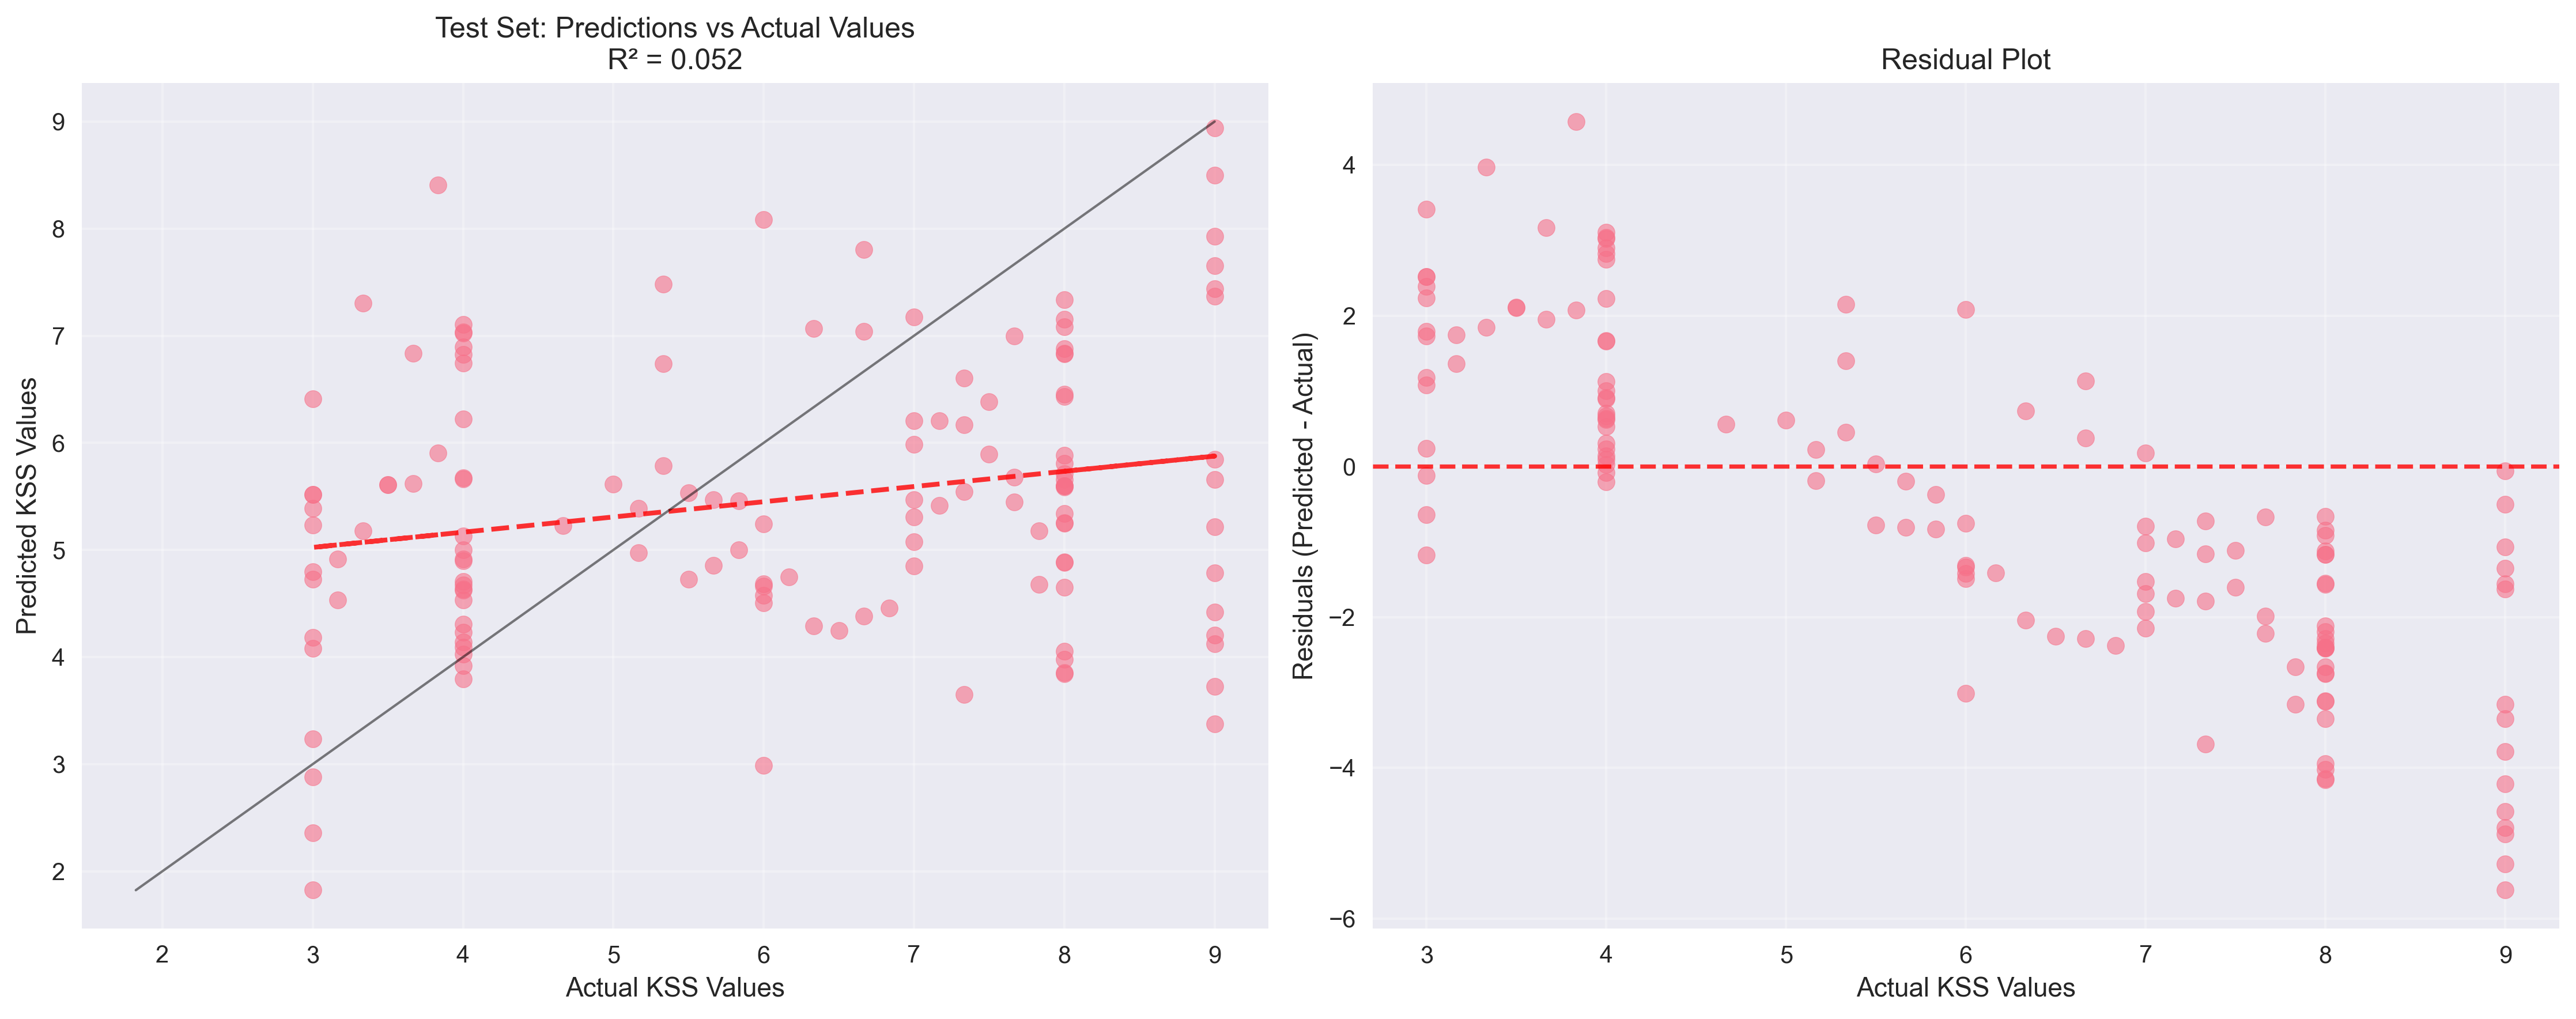 Test Set: Predictions vs Actual Values
R² = 0.052
Predicted KSS Values
9
8
7
6
5
4
3
2
2 3 4 5 6 7 8 9
Actual KSS Values
Residual Plot
Residuals (Predicted - Actual)
4
2
0
−2
−4
−6
3 4 5 6 7 8 9
Actual KSS Values